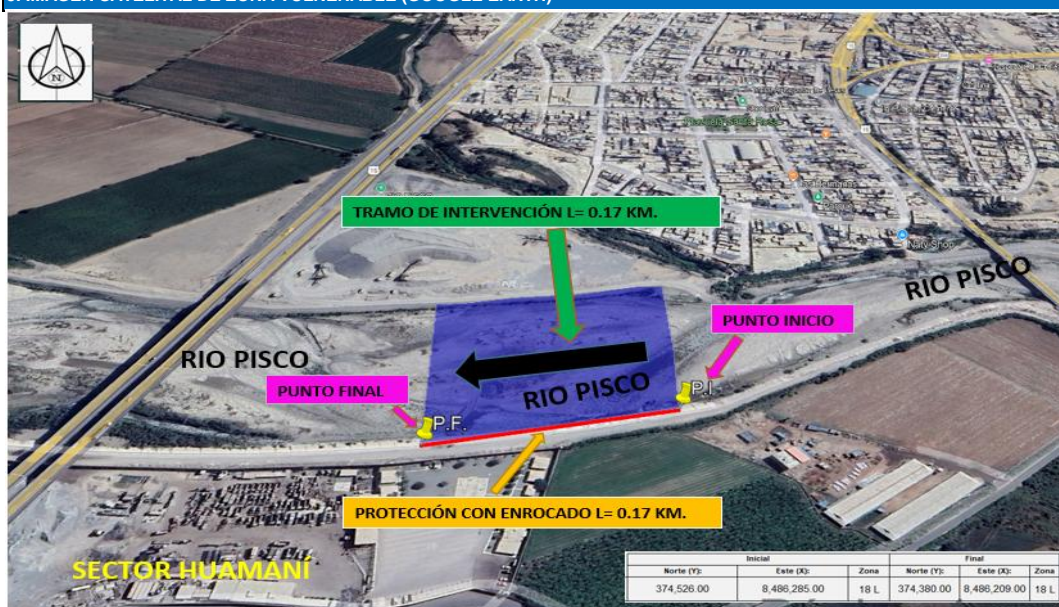 N
TRAMO DE INTERVENCIÓN L= 0.17 KM.
Naty Shop
RIO PISCO
PUNTO INICIO
RIO PISCO
PUNTO FINAL
RIO PISCO
P.I
P.F.
PROTECCIÓN CON ENROCADO L= 0.17 KM.
SECTOR HUAMANÍ
Inicial Final
Norte (Y): Este (X): Zona Norte (Y): Este (X): Zona
374,526.00 8,486,285.00 18 L 374,380.00 8,486,209.00 18 L